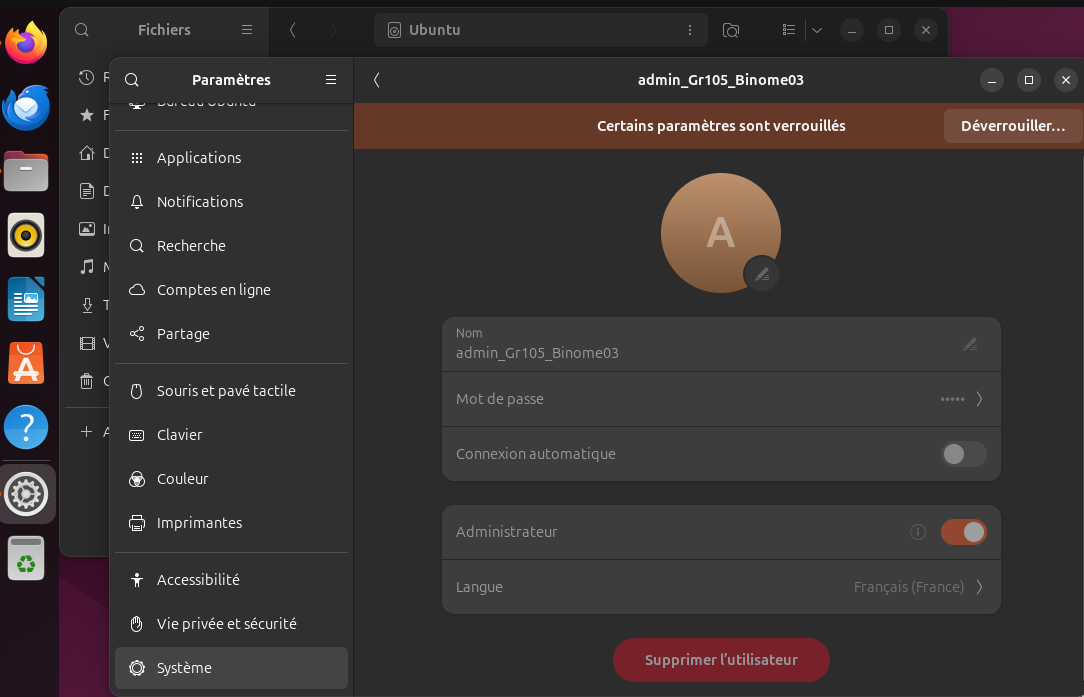 Fichiers
Ubuntu
Paramètres
admin_Gr105_Binome03
Certains paramètres sont verrouillés
Déverrouiller…
Bureau Ubuntu
Applications
Notifications
Recherche
Comptes en ligne
Partage
Souris et pavé tactile
Clavier
Couleur
Imprimantes
Accessibilité
Vie privée et sécurité
Système
A
Nom
admin_Gr105_Binome03
Mot de passe
•••••
Connexion automatique
Administrateur
Langue
Français (France)
Supprimer l’utilisateur